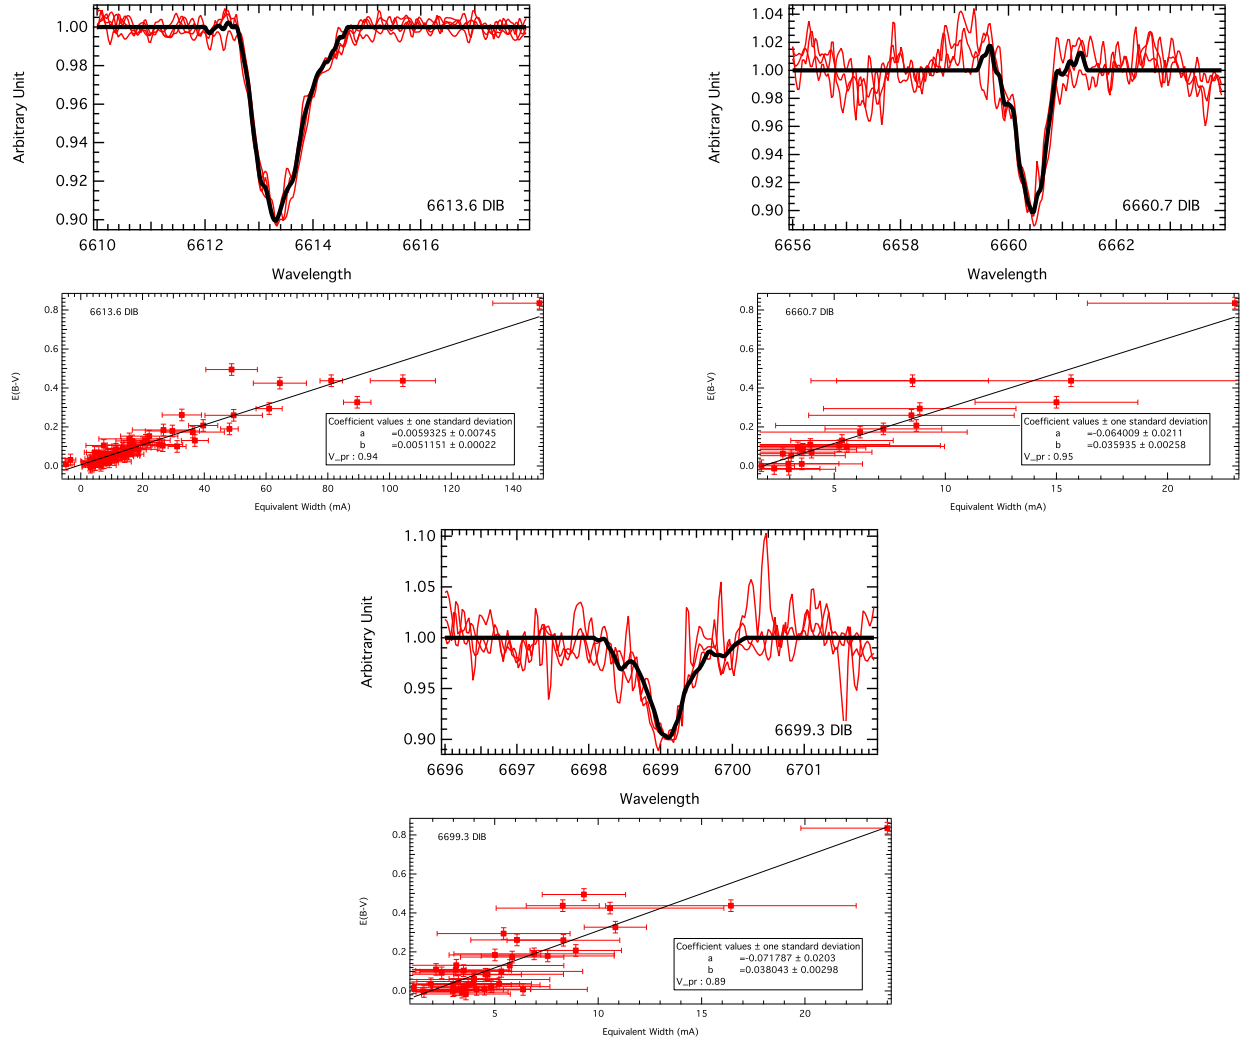 Arbitrary Unit
1.00
0.98
0.96
0.94
0.92
0.90
6613.6 DIB
6610 6612 6614 6616
Wavelength
Arbitrary Unit
1.04
1.02
1.00
0.98
0.96
0.94
0.92
0.90
6660.7 DIB
6656 6658 6660 6662
Wavelength
E(B-V)
0.8
0.6
0.4
0.2
0.0
6613.6 DIB
Coefficient values ± one standard deviation
a =0.0059325 ± 0.00745
b =0.0051151 ± 0.00022
V_pr : 0.94
0 20 40 60 80 100 120 140
Equivalent Width (mA)
E(B-V)
0.8
0.6
0.4
0.2
0.0
6660.7 DIB
Coefficient values ± one standard deviation
a =-0.064009 ± 0.0211
b =0.035935 ± 0.00258
V_pr : 0.95
5 10 15 20
Equivalent Width (mA)
Arbitrary Unit
1.10
1.05
1.00
0.95
0.90
6699.3 DIB
6696 6697 6698 6699 6700 6701
Wavelength
E(B-V)
0.8
0.6
0.4
0.2
0.0
6699.3 DIB
Coefficient values ± one standard deviation
a =-0.071787 ± 0.0203
b =0.038043 ± 0.00298
V_pr : 0.89
5 10 15 20
Equivalent Width (mA)